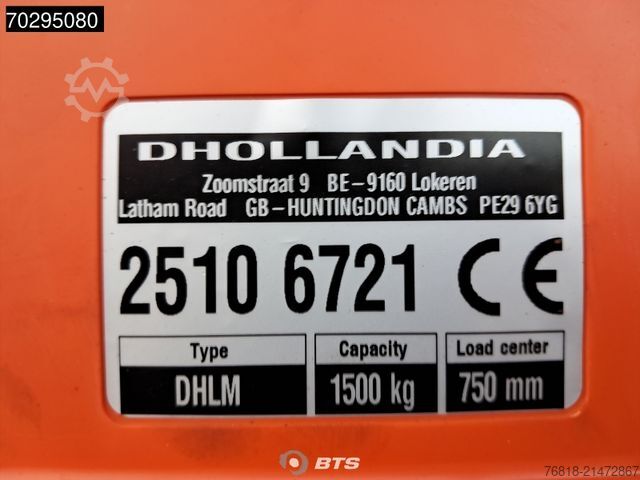 70295080
DHOLLANDIA
Zoomstraat 9 BE-9160 Lokeren
Latham Road GB-HUNTINGDON CAMBS PE29 6YG
2510 6721 CE
Type Capacity Load center
DHLM 1500 kg 750 mm
BTS
76818-21472867